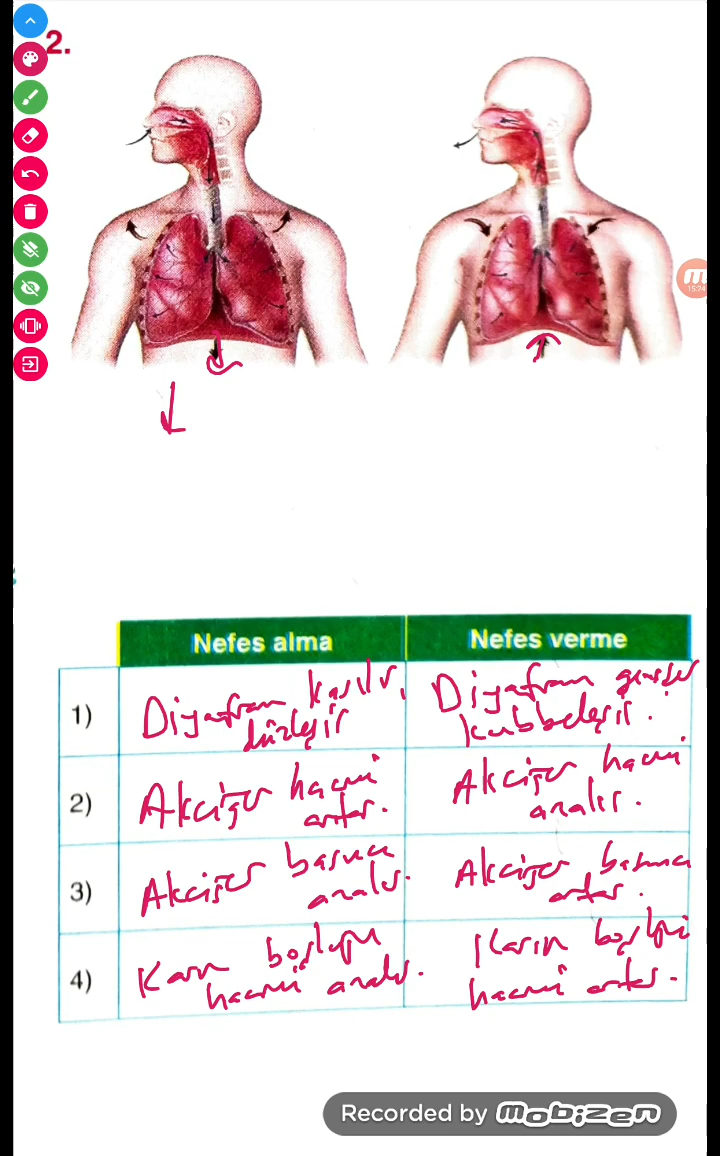 2.
15:74
Nefes alma
Nefes verme
1)
Diyafram kasılır,
düzleşir
Diyafram gevşer
kubbeleşir.
2)
Akciğer hacmi
artar.
Akciğer hacmi
azalır.
3)
Akciğer basıncı
azalır.
Akciğer basıncı
artar.
4)
Karın boşluğu
hacmi azalır.
Karın boşluğu
hacmi artar.
Recorded by mobizen